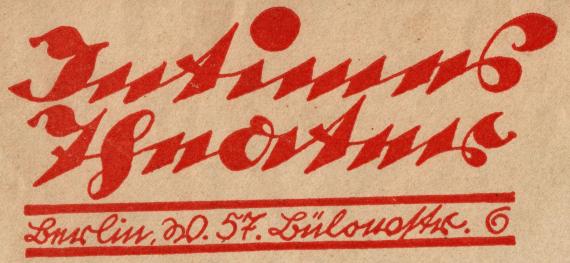 Intimes
Theater
Berlin. W. 57. Bülowstr. 6